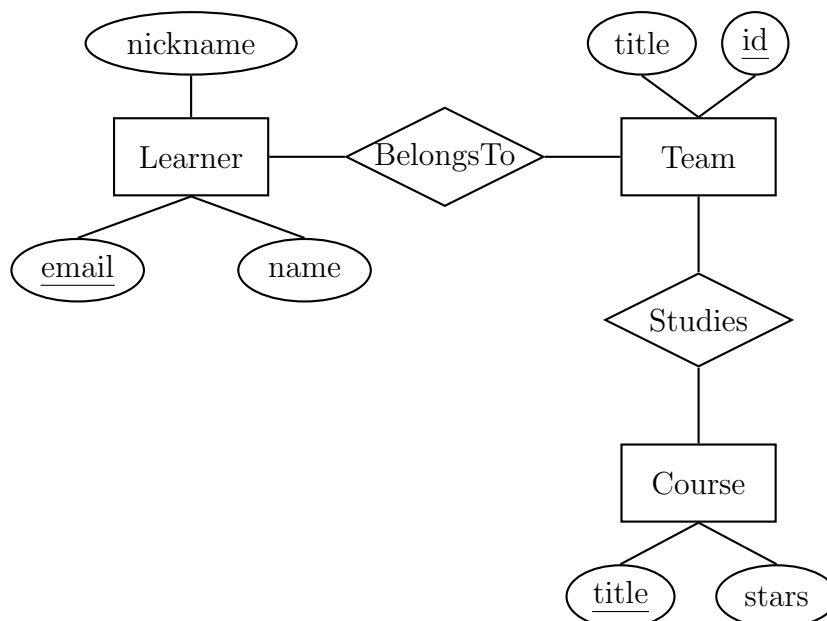 nickname
title
id
Learner
BelongsTo
Team
email
name
Studies
Course
title
stars